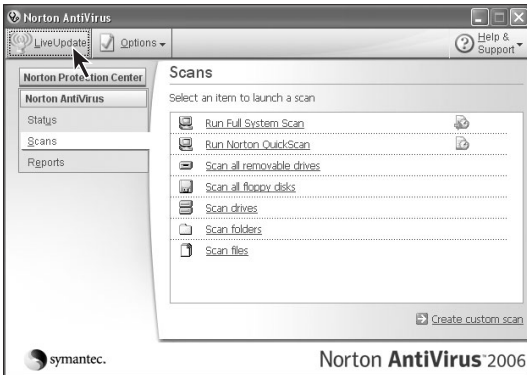 Norton AntiVirus
LiveUpdate Options Help & Support
Norton Protection Center
Norton AntiVirus
Status
Scans
Reports
Scans
Select an item to launch a scan
Run Full System Scan
Run Norton QuickScan
Scan all removable drives
Scan all floppy disks
Scan drives
Scan folders
Scan files
Create custom scan
symantec.
Norton AntiVirus 2006